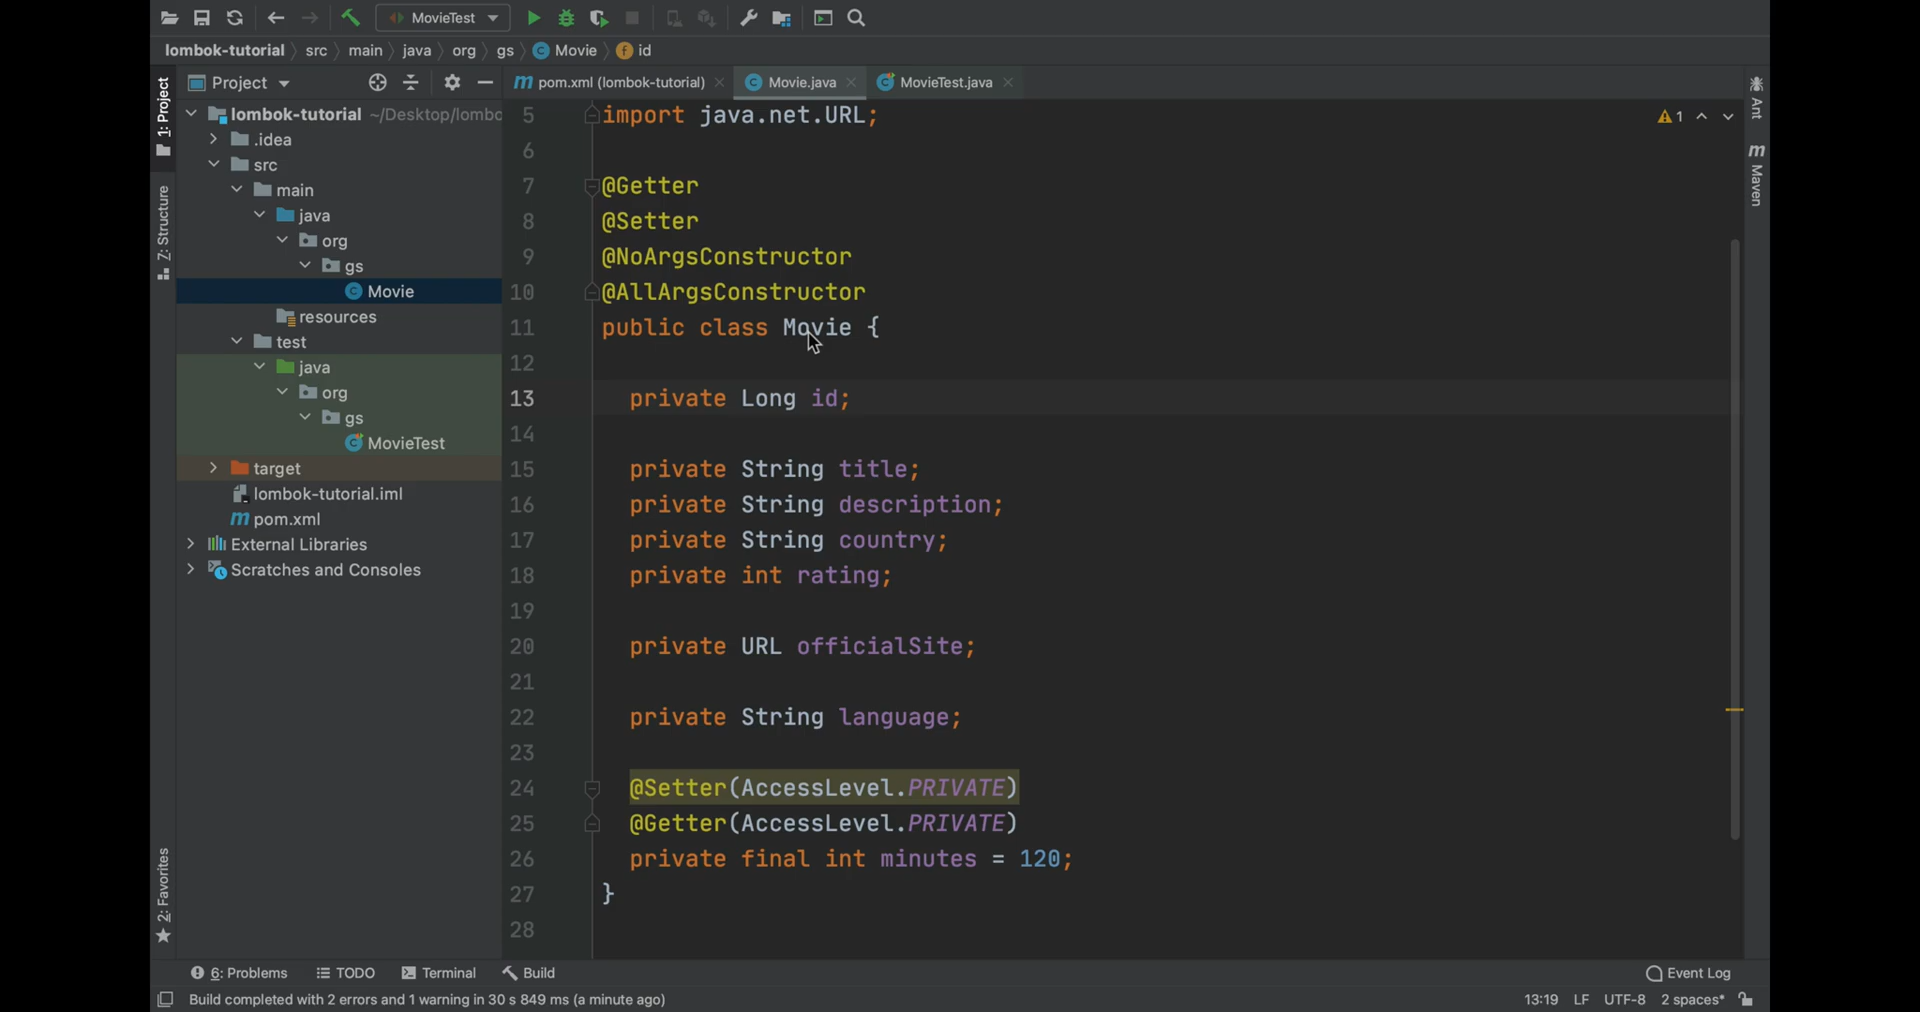 MovieTest
lombok-tutorial src main java org gs Movie id
1: Project
Project
pom.xml (lombok-tutorial)
Movie.java
MovieTest.java
lombok-tutorial ~/Desktop/lombo
.idea
src
main
java
org
gs
Movie
resources
test
java
org
gs
MovieTest
target
lombok-tutorial.iml
pom.xml
External Libraries
Scratches and Consoles
Z: Structure
2: Favorites
5 import java.net.URL;
6
7 @Getter
8 @Setter
9 @NoArgsConstructor
10 @AllArgsConstructor
11 public class Movie {
12
13 private Long id;
14
15 private String title;
16 private String description;
17 private String country;
18 private int rating;
19
20 private URL officialSite;
21
22 private String language;
23
24 @Setter(AccessLevel.PRIVATE)
25 @Getter(AccessLevel.PRIVATE)
26 private final int minutes = 120;
27 }
28
1
Ant
m Maven
6: Problems TODO Terminal Build Event Log
Build completed with 2 errors and 1 warning in 30 s 849 ms (a minute ago) 13:19 LF UTF-8 2 spaces*